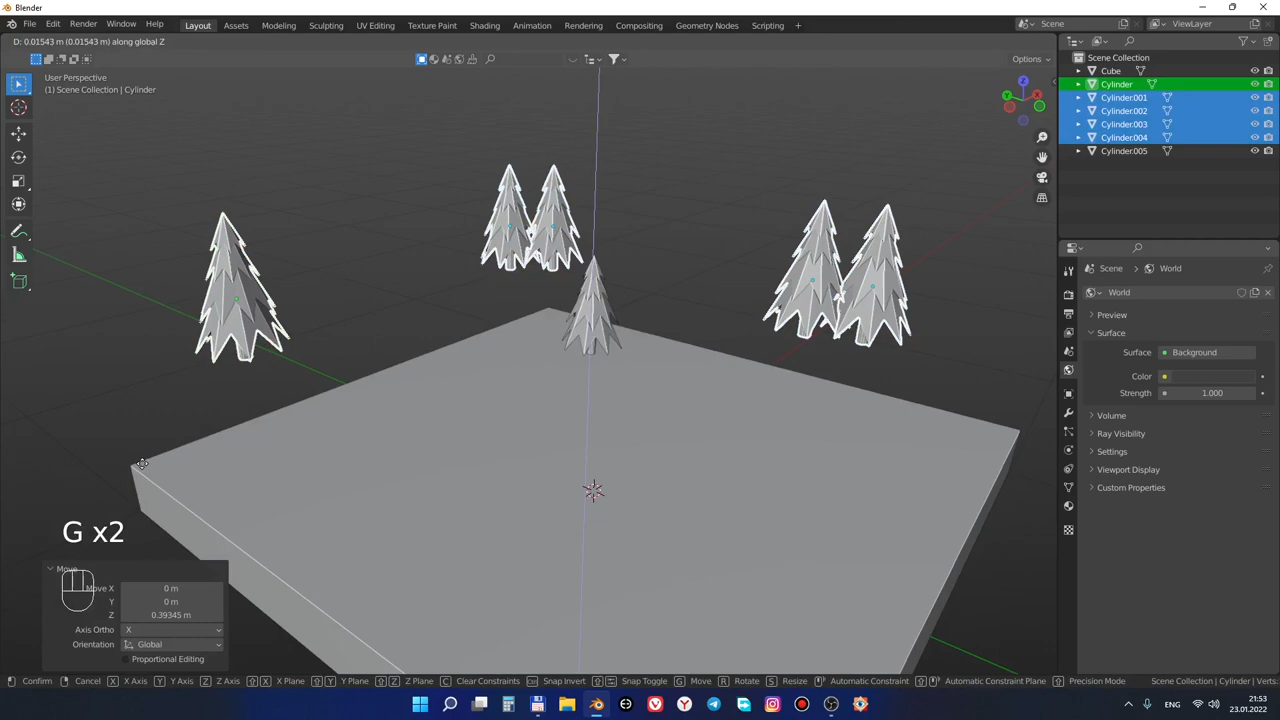 Blender
File Edit Render Window Help Layout Assets Modeling Sculpting UV Editing Texture Paint Shading Animation Rendering Compositing Geometry Nodes Scripting + Scene ViewLayer
D: 0.01543 m (0.01543 m) along global Z
Options
User Perspective
(1) Scene Collection | Cylinder
Z
Y
X
Scene Collection
Cube
Cylinder
Cylinder.001
Cylinder.002
Cylinder.003
Cylinder.004
Cylinder.005
Scene World
World
Preview
Surface
Surface Background
Color
Strength 1.000
Volume
Ray Visibility
Settings
Viewport Display
Custom Properties
G x2
Move
Move X 0 m
Y 0 m
Z 0.39345 m
Axis Ortho X
Orientation Global
Proportional Editing
Confirm Cancel X X Axis Y Y Axis Z Z Axis X X Plane Y Y Plane Z Z Plane C Clear Constraints Snap Invert Snap Toggle G Move R Rotate S Resize Automatic Constraint Automatic Constraint Plane Precision Mode Scene Collection | Cylinder | Verts:
ENG 21:53
23.01.2022